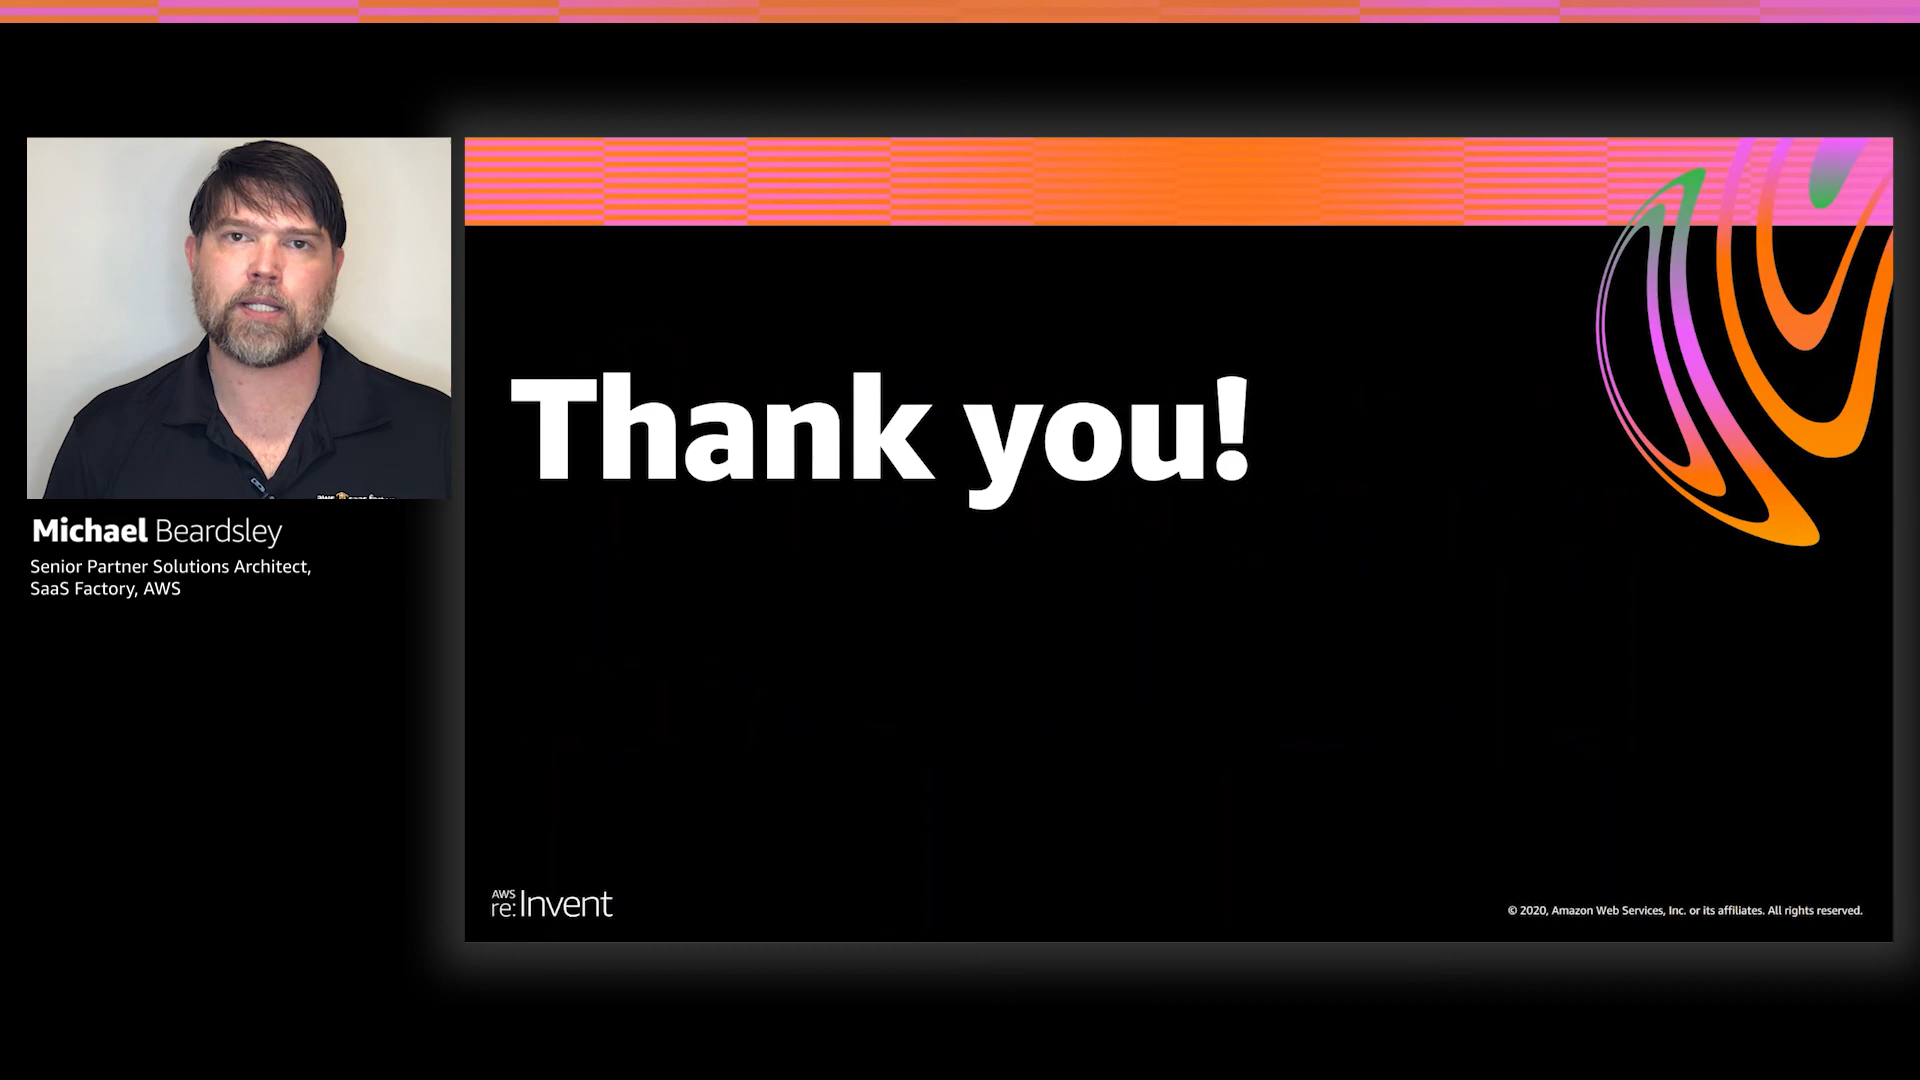 Michael Beardsley
Senior Partner Solutions Architect,
SaaS Factory, AWS
Thank you!
AWS
re:Invent
© 2020, Amazon Web Services, Inc. or its affiliates. All rights reserved.